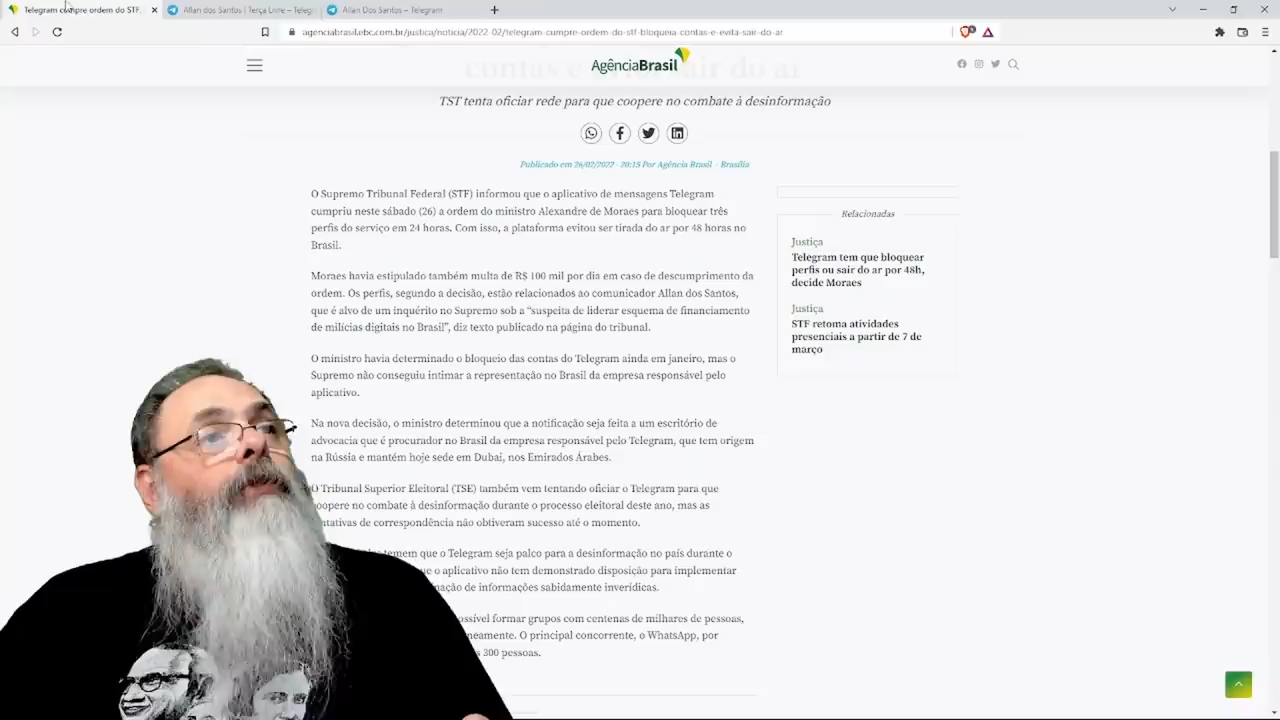 Telegram cumpre ordem do STF,
Allan dos Santos | Terça Livre – Telegr
Allan Dos Santos – Telegram
agenciabrasil.ebc.com.br/justica/noticia/2022-02/telegram-cumpre-ordem-do-stf-bloqueia-contas-e-evita-sair-do-ar
AgênciaBrasil
contas e evita sair do ar
TST tenta oficiar rede para que coopere no combate à desinformação
Publicado em 26/02/2022 - 20:15 Por Agência Brasil - Brasília
O Supremo Tribunal Federal (STF) informou que o aplicativo de mensagens Telegram
cumpriu neste sábado (26) a ordem do ministro Alexandre de Moraes para bloquear três
perfis do serviço em 24 horas. Com isso, a plataforma evitou ser tirada do ar por 48 horas no
Brasil.
Moraes havia estipulado também multa de R$ 100 mil por dia em caso de descumprimento da
ordem. Os perfis, segundo a decisão, estão relacionados ao comunicador Allan dos Santos,
que é alvo de um inquérito no Supremo sob a “suspeita de liderar esquema de financiamento
de milícias digitais no Brasil”, diz texto publicado na página do tribunal.
O ministro havia determinado o bloqueio das contas do Telegram ainda em janeiro, mas o
Supremo não conseguiu intimar a representação no Brasil da empresa responsável pelo
aplicativo.
Na nova decisão, o ministro determinou que a notificação seja feita a um escritório de
advocacia que é procurador no Brasil da empresa responsável pelo Telegram, que tem origem
na Rússia e mantém hoje sede em Dubai, nos Emirados Árabes.
O Tribunal Superior Eleitoral (TSE) também vem tentando oficiar o Telegram para que
coopere no combate à desinformação durante o processo eleitoral deste ano, mas as
tentativas de correspondência não obtiveram sucesso até o momento.
temem que o Telegram seja palco para a desinformação no país durante o
que o aplicativo não tem demonstrado disposição para implementar
mação de informações sabidamente inverídicas.
ossível formar grupos com centenas de milhares de pessoas,
neamente. O principal concorrente, o WhatsApp, por
s 300 pessoas.
Relacionadas
Justiça
Telegram tem que bloquear
perfis ou sair do ar por 48h,
decide Moraes
Justiça
STF retoma atividades
presenciais a partir de 7 de
março